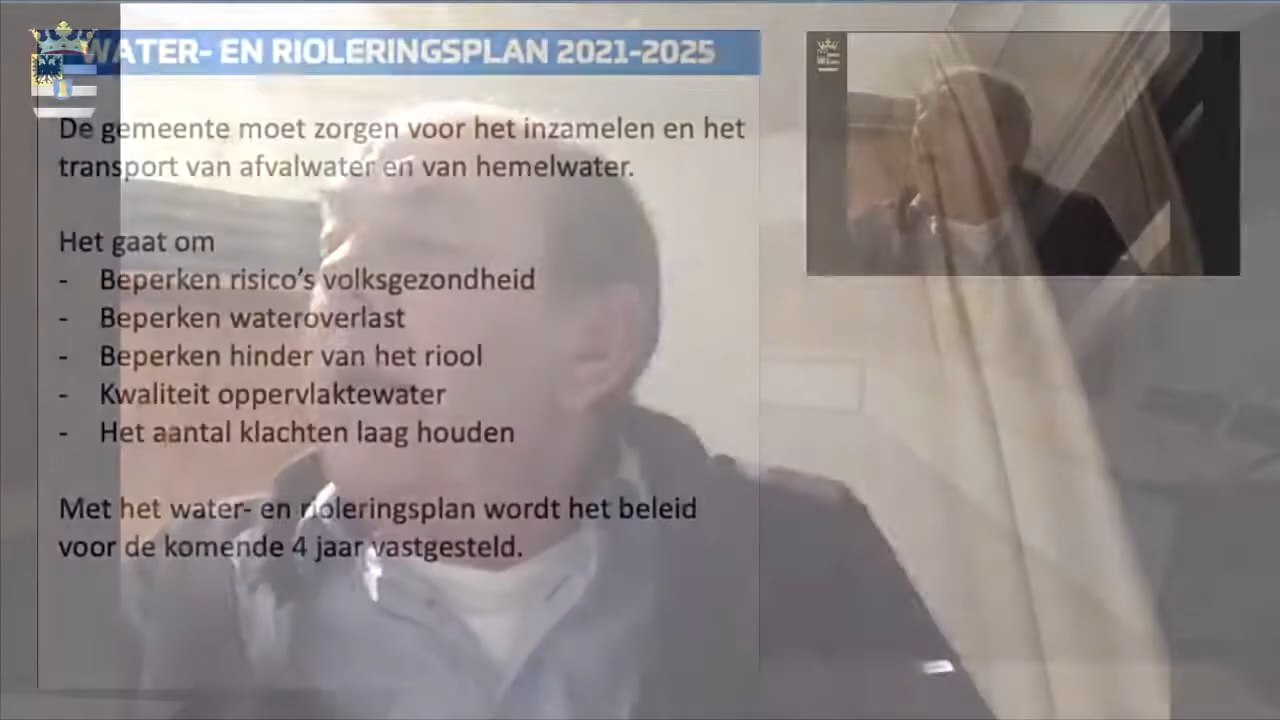 WATER- EN RIOLERINGSPLAN 2021-2025
De gemeente moet zorgen voor het inzamelen en het
transport van afvalwater en van hemelwater.
Het gaat om
- Beperken risico's volksgezondheid
- Beperken wateroverlast
- Beperken hinder van het riool
- Kwaliteit oppervlaktewater
- Het aantal klachten laag houden
Met het water- en rioleringsplan wordt het beleid
voor de komende 4 jaar vastgesteld.